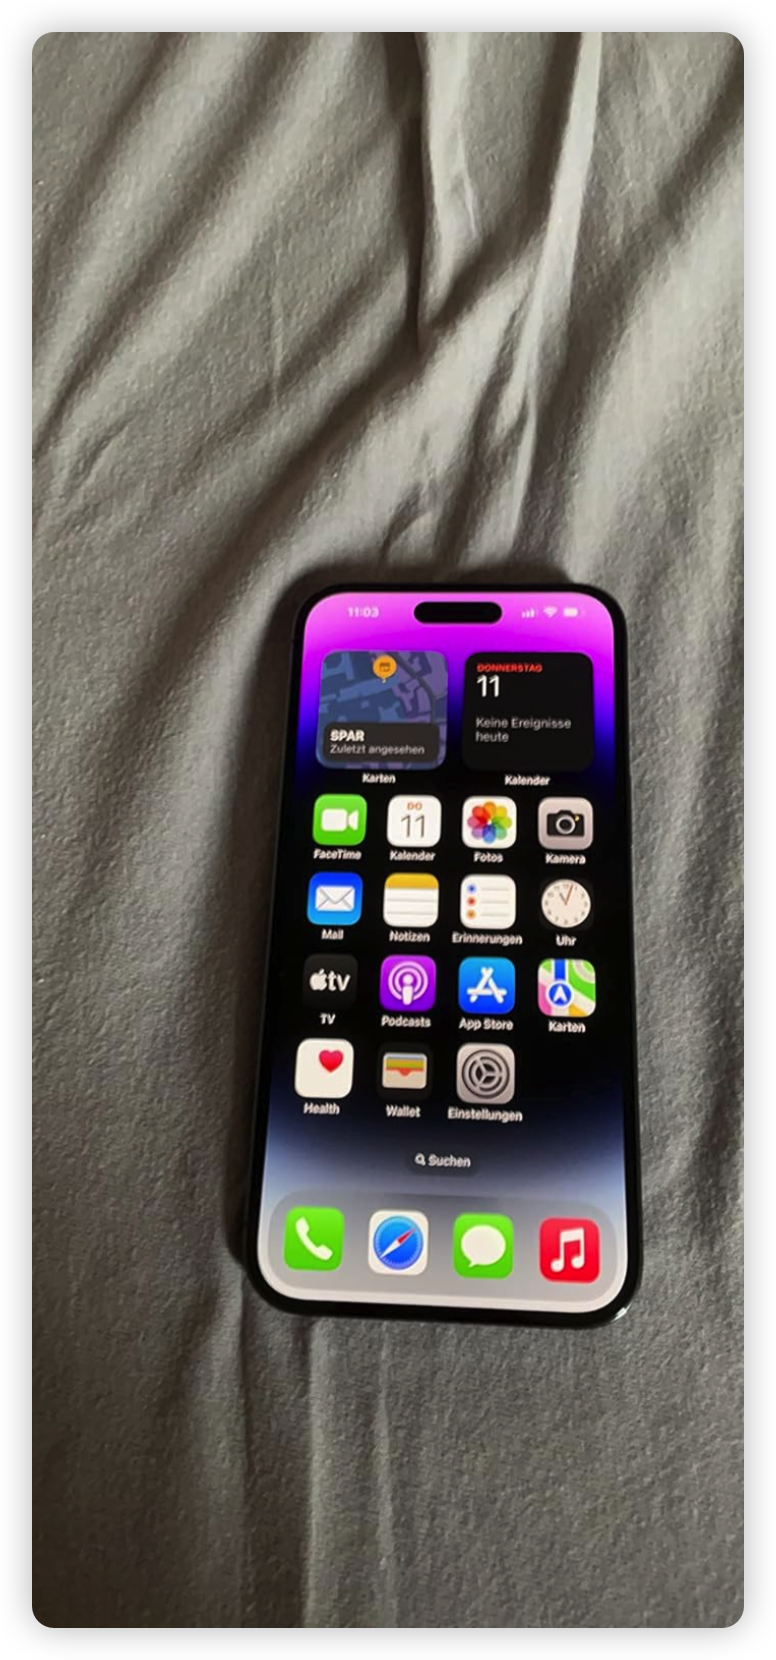 11:03
SPAR
Zuletzt angesehen
Karten
DONNERSTAG
11
Keine Ereignisse
heute
Kalender
FaceTime
DO
11
Kalender
Fotos
Kamera
Mail
Notizen
Erinnerungen
Uhr
tv
TV
Podcasts
App Store
Karten
Health
Wallet
Einstellungen
Suchen